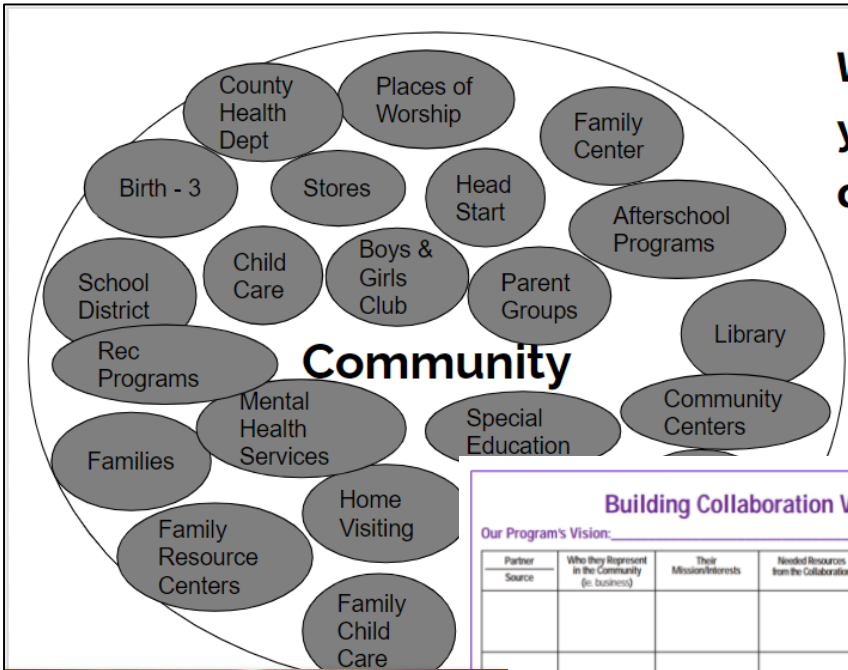 County
Health
Dept
Places of
Worship
Family
Center
Birth - 3
Stores
Head
Start
Afterschool
Programs
School
District
Child
Care
Boys &
Girls
Club
Parent
Groups
Library
Rec
Programs
Community
Mental
Health
Services
Special
Education
Community
Centers
Families
Home
Visiting
Family
Resource
Centers
Family
Child
Care
Building Collaboration
Our Program's Vision:
Partner
Source
Who they Represent
in the Community
(ie. business)
Their
Mission/Interests
Needed Resources
from the Collaboration